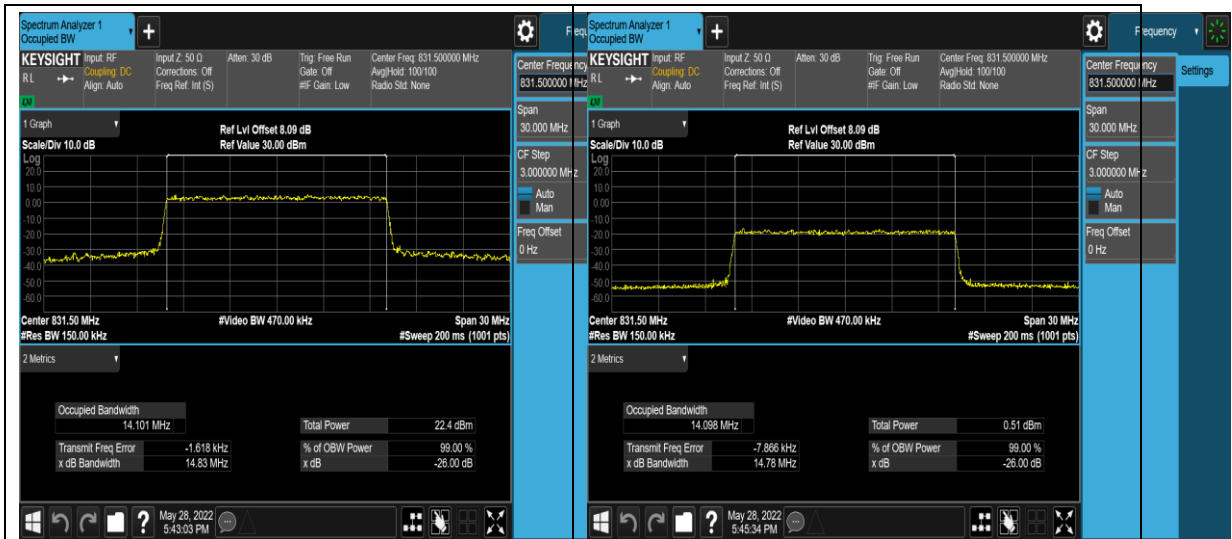 Spectrum Analyzer 1
Occupied BW
+
Frequ
KEYSIGHT Input: RF Input Z: 50 Ω Atten: 30 dB Trig: Free Run Center Freq: 831.500000 MHz
RL Coupling: DC Corrections: Off Gate: Off Avg|Hold: 100/100
Align: Auto Freq Ref: Int (S) #IF Gain: Low Radio Std: None
Center Frequency
831.500000 MHz
Span
30.000 MHz
CF Step
3.000000 MHz
Auto
Man
Freq Offset
0 Hz
1 Graph
Ref Lvl Offset 8.09 dB
Scale/Div 10.0 dB Ref Value 30.00 dBm
Log
20.0
10.0
0.00
-10.0
-20.0
-30.0
-40.0
-50.0
-60.0
Center 831.50 MHz #Video BW 470.00 kHz Span 30 MHz
#Res BW 150.00 kHz #Sweep 200 ms (1001 pts)
2 Metrics
Occupied Bandwidth
14.101 MHz Total Power 22.4 dBm
Transmit Freq Error -1.618 kHz % of OBW Power 99.00 %
x dB Bandwidth 14.83 MHz x dB -26.00 dB
?
May 28, 2022
5:43:03 PM
Spectrum Analyzer 1
Occupied BW
+
Frequency
Settings
KEYSIGHT Input: RF Input Z: 50 Ω Atten: 30 dB Trig: Free Run Center Freq: 831.500000 MHz
RL Coupling: DC Corrections: Off Gate: Off Avg|Hold: 100/100
Align: Auto Freq Ref: Int (S) #IF Gain: Low Radio Std: None
Center Frequency
831.500000 MHz
Span
30.000 MHz
CF Step
3.000000 MHz
Auto
Man
Freq Offset
0 Hz
1 Graph
Ref Lvl Offset 8.09 dB
Scale/Div 10.0 dB Ref Value 30.00 dBm
Log
20.0
10.0
0.00
-10.0
-20.0
-30.0
-40.0
-50.0
-60.0
Center 831.50 MHz #Video BW 470.00 kHz Span 30 MHz
#Res BW 150.00 kHz #Sweep 200 ms (1001 pts)
2 Metrics
Occupied Bandwidth
14.098 MHz Total Power 0.51 dBm
Transmit Freq Error -7.866 kHz % of OBW Power 99.00 %
x dB Bandwidth 14.78 MHz x dB -26.00 dB
?
May 28, 2022
5:45:34 PM